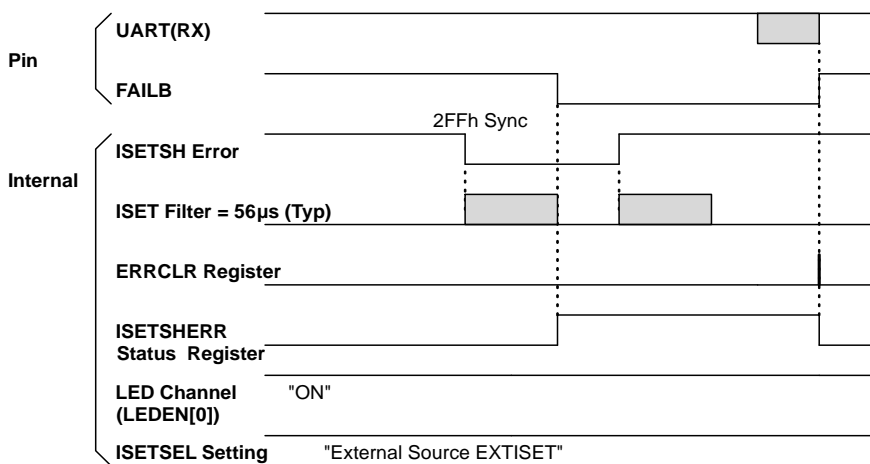 Pin
UART(RX)
FAILB
2FFh Sync
Internal
ISETSH Error
ISET Filter = 56µs (Typ)
ERRCLR Register
ISETSHERR
Status Register
LED Channel "ON"
(LEDEN[0])
ISETSEL Setting "External Source EXTISET"